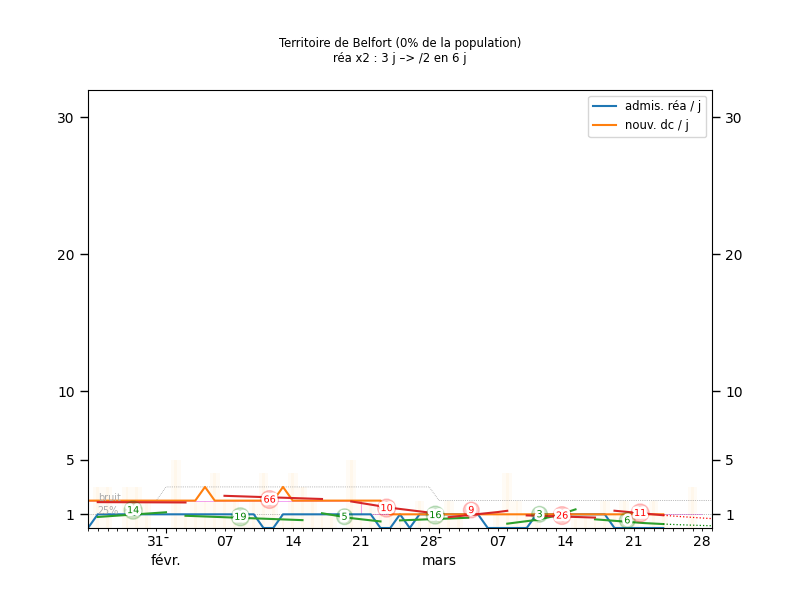 Territoire de Belfort (0% de la population)
réa x2 : 3 j –> /2 en 6 j
admis. réa / j
nouv. dc / j
30 30
20 20
10 10
5 5
1 1
bruit
25%
14 19 66 5 10 16 9 3 26 6 11
31 07 14 21 28 07 14 21 28
févr. mars